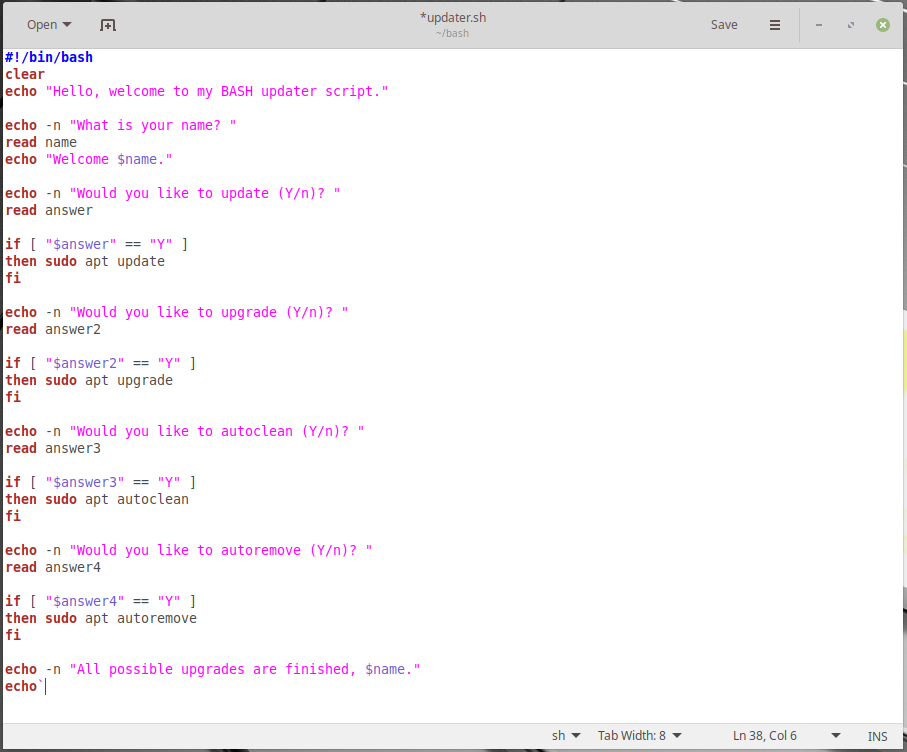 Open
*updater.sh
~/bash
Save
#!/bin/bash
clear
echo "Hello, welcome to my BASH updater script."
echo -n "What is your name? "
read name
echo "Welcome $name."
echo -n "Would you like to update (Y/n)? "
read answer
if [ "$answer" == "Y" ]
then sudo apt update
fi
echo -n "Would you like to upgrade (Y/n)? "
read answer2
if [ "$answer2" == "Y" ]
then sudo apt upgrade
fi
echo -n "Would you like to autoclean (Y/n)? "
read answer3
if [ "$answer3" == "Y" ]
then sudo apt autoclean
fi
echo -n "Would you like to autoremove (Y/n)? "
read answer4
if [ "$answer4" == "Y" ]
then sudo apt autoremove
fi
echo -n "All possible upgrades are finished, $name."
echo`
sh Tab Width: 8 Ln 38, Col 6 INS